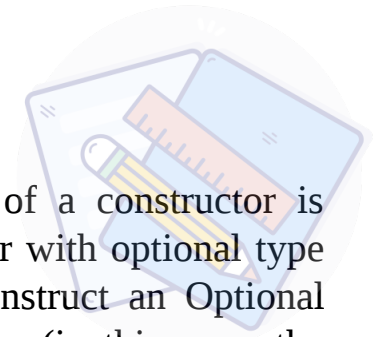 of a constructor is
r with optional type
nstruct an Optional